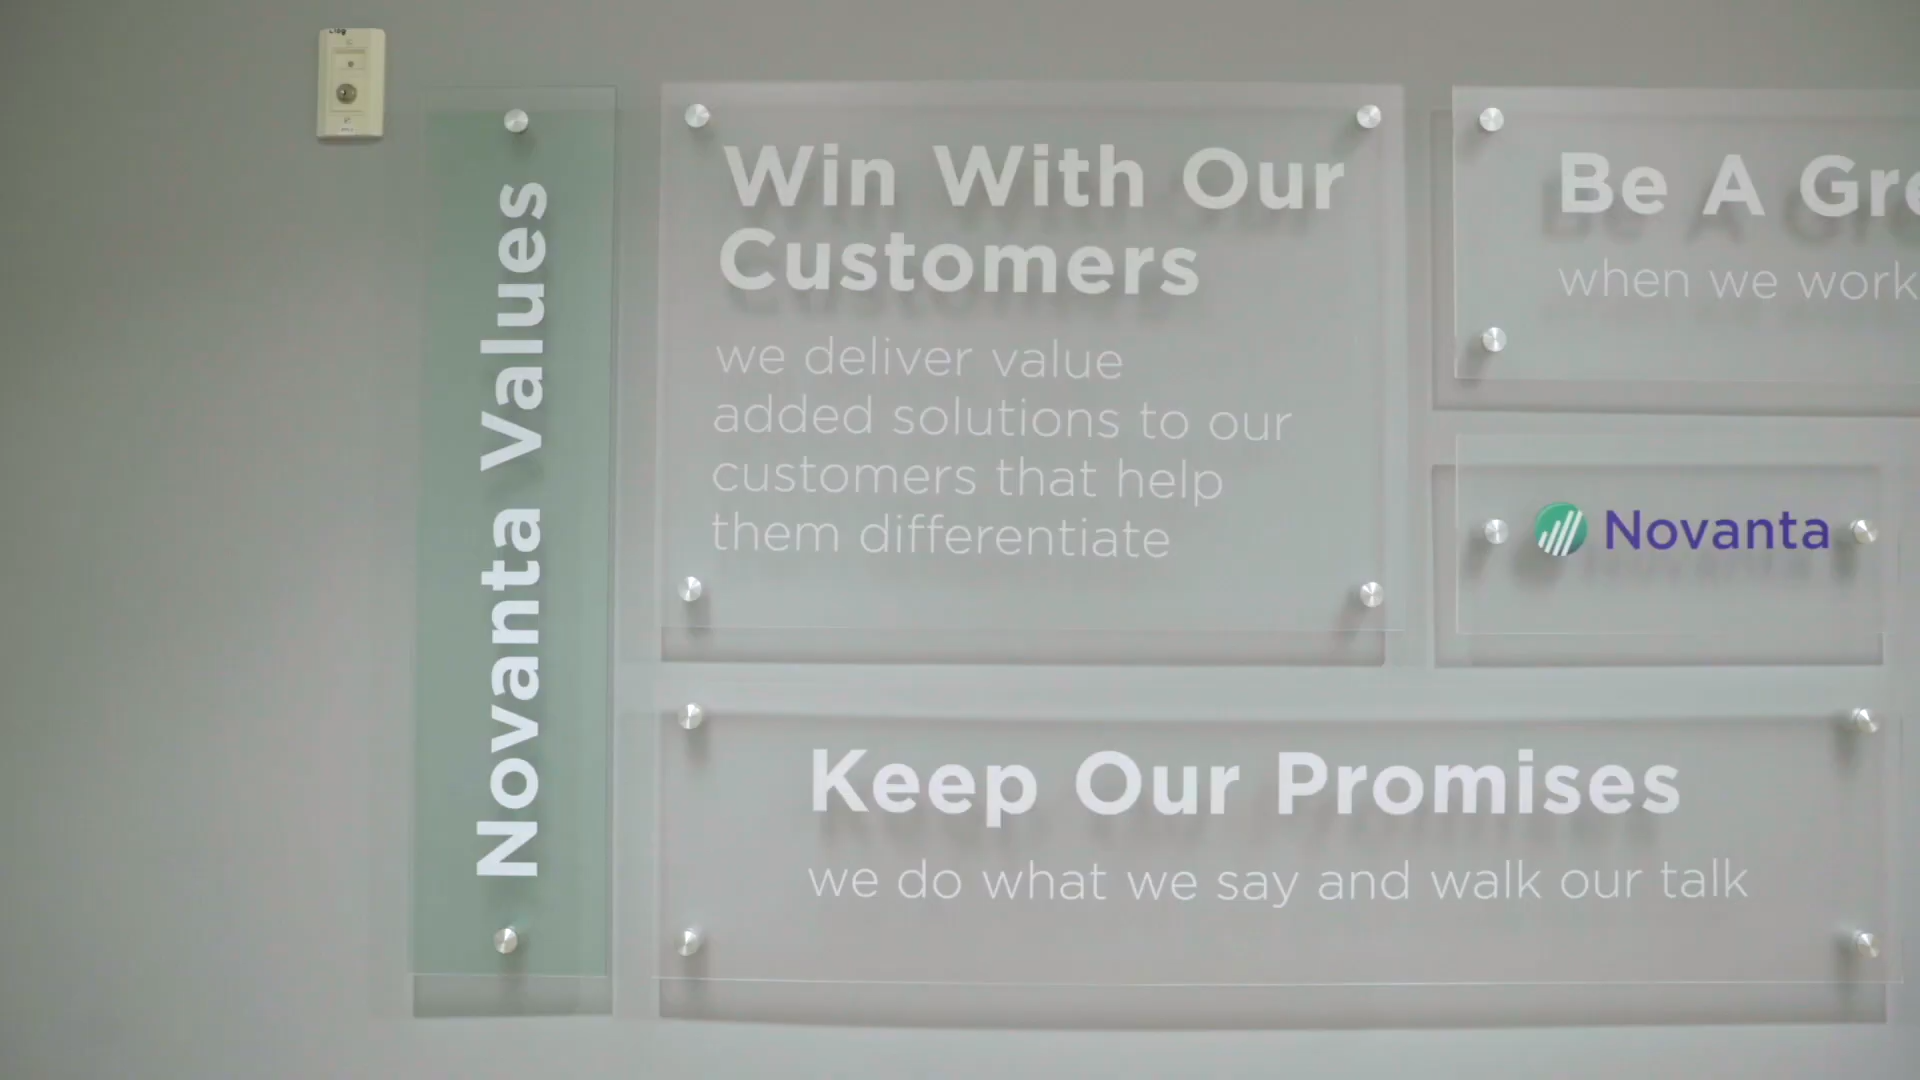 Novanta Values
Win With Our
Customers
we deliver value
added solutions to our
customers that help
them differentiate
Be A Gre
when we work
Novanta
Keep Our Promises
we do what we say and walk our talk